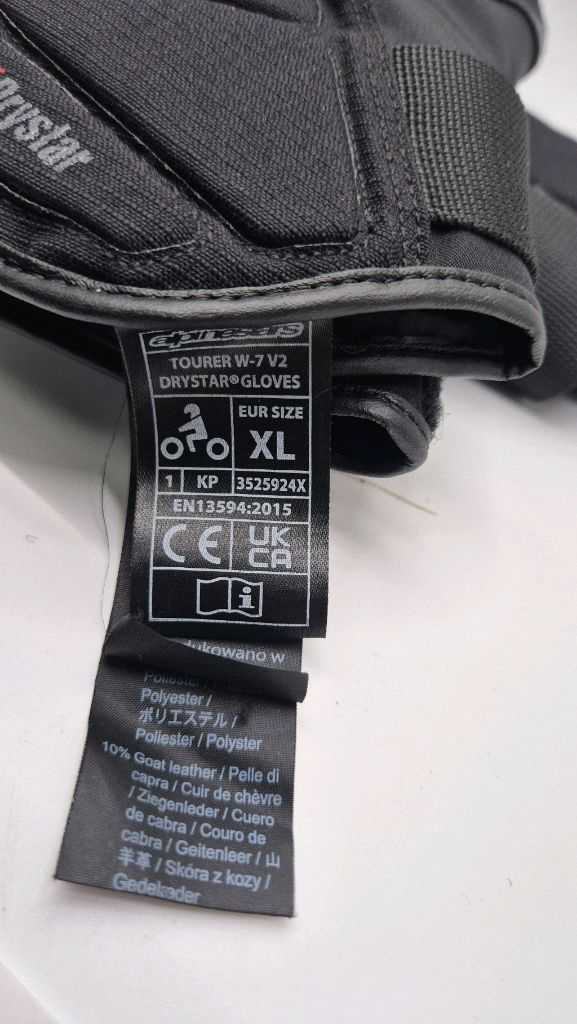 Drystar
alpinestars
TOURER W-7 V2
DRYSTAR® GLOVES
EUR SIZE
XL
1 KP 3525924X
EN13594:2015
CE UK
CA
i
dukowano w
Poliester /
Polyester /
ポリエステル /
Poliester / Polyster
10% Goat leather / Pelle di
capra / Cuir de chèvre
/ Ziegenleder / Cuero
de cabra / Couro de
cabra / Geitenleer / 山
羊革 / Skóra z kozy /
Gedeleder